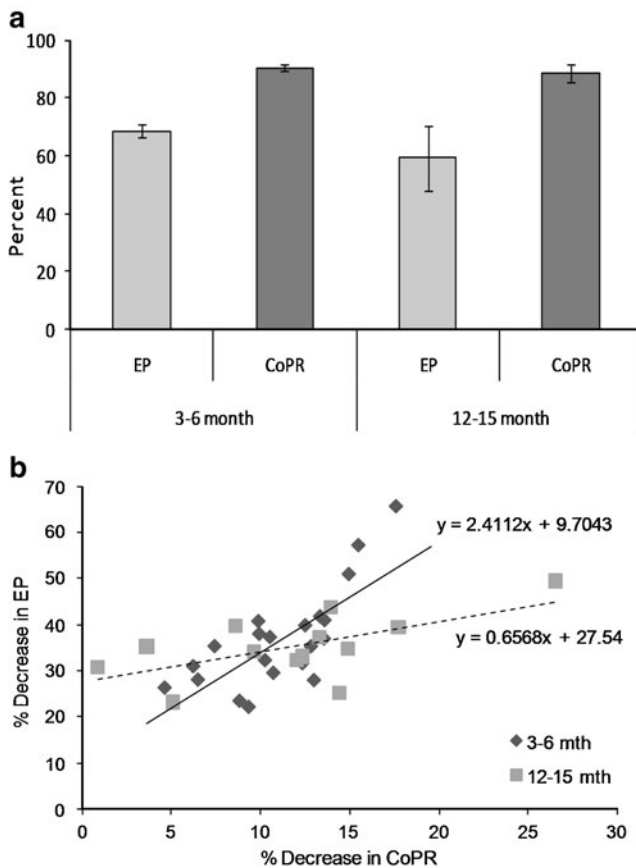 a
100
80
60
40
20
0
Percent
EP CoPR EP CoPR
3-6 month 12-15 month
b
70
60
50
40
30
20
10
0
% Decrease in EP
y = 2.4112x + 9.7043
y = 0.6568x + 27.54
3-6 mth
12-15 mth
0 5 10 15 20 25 30
% Decrease in CoPR